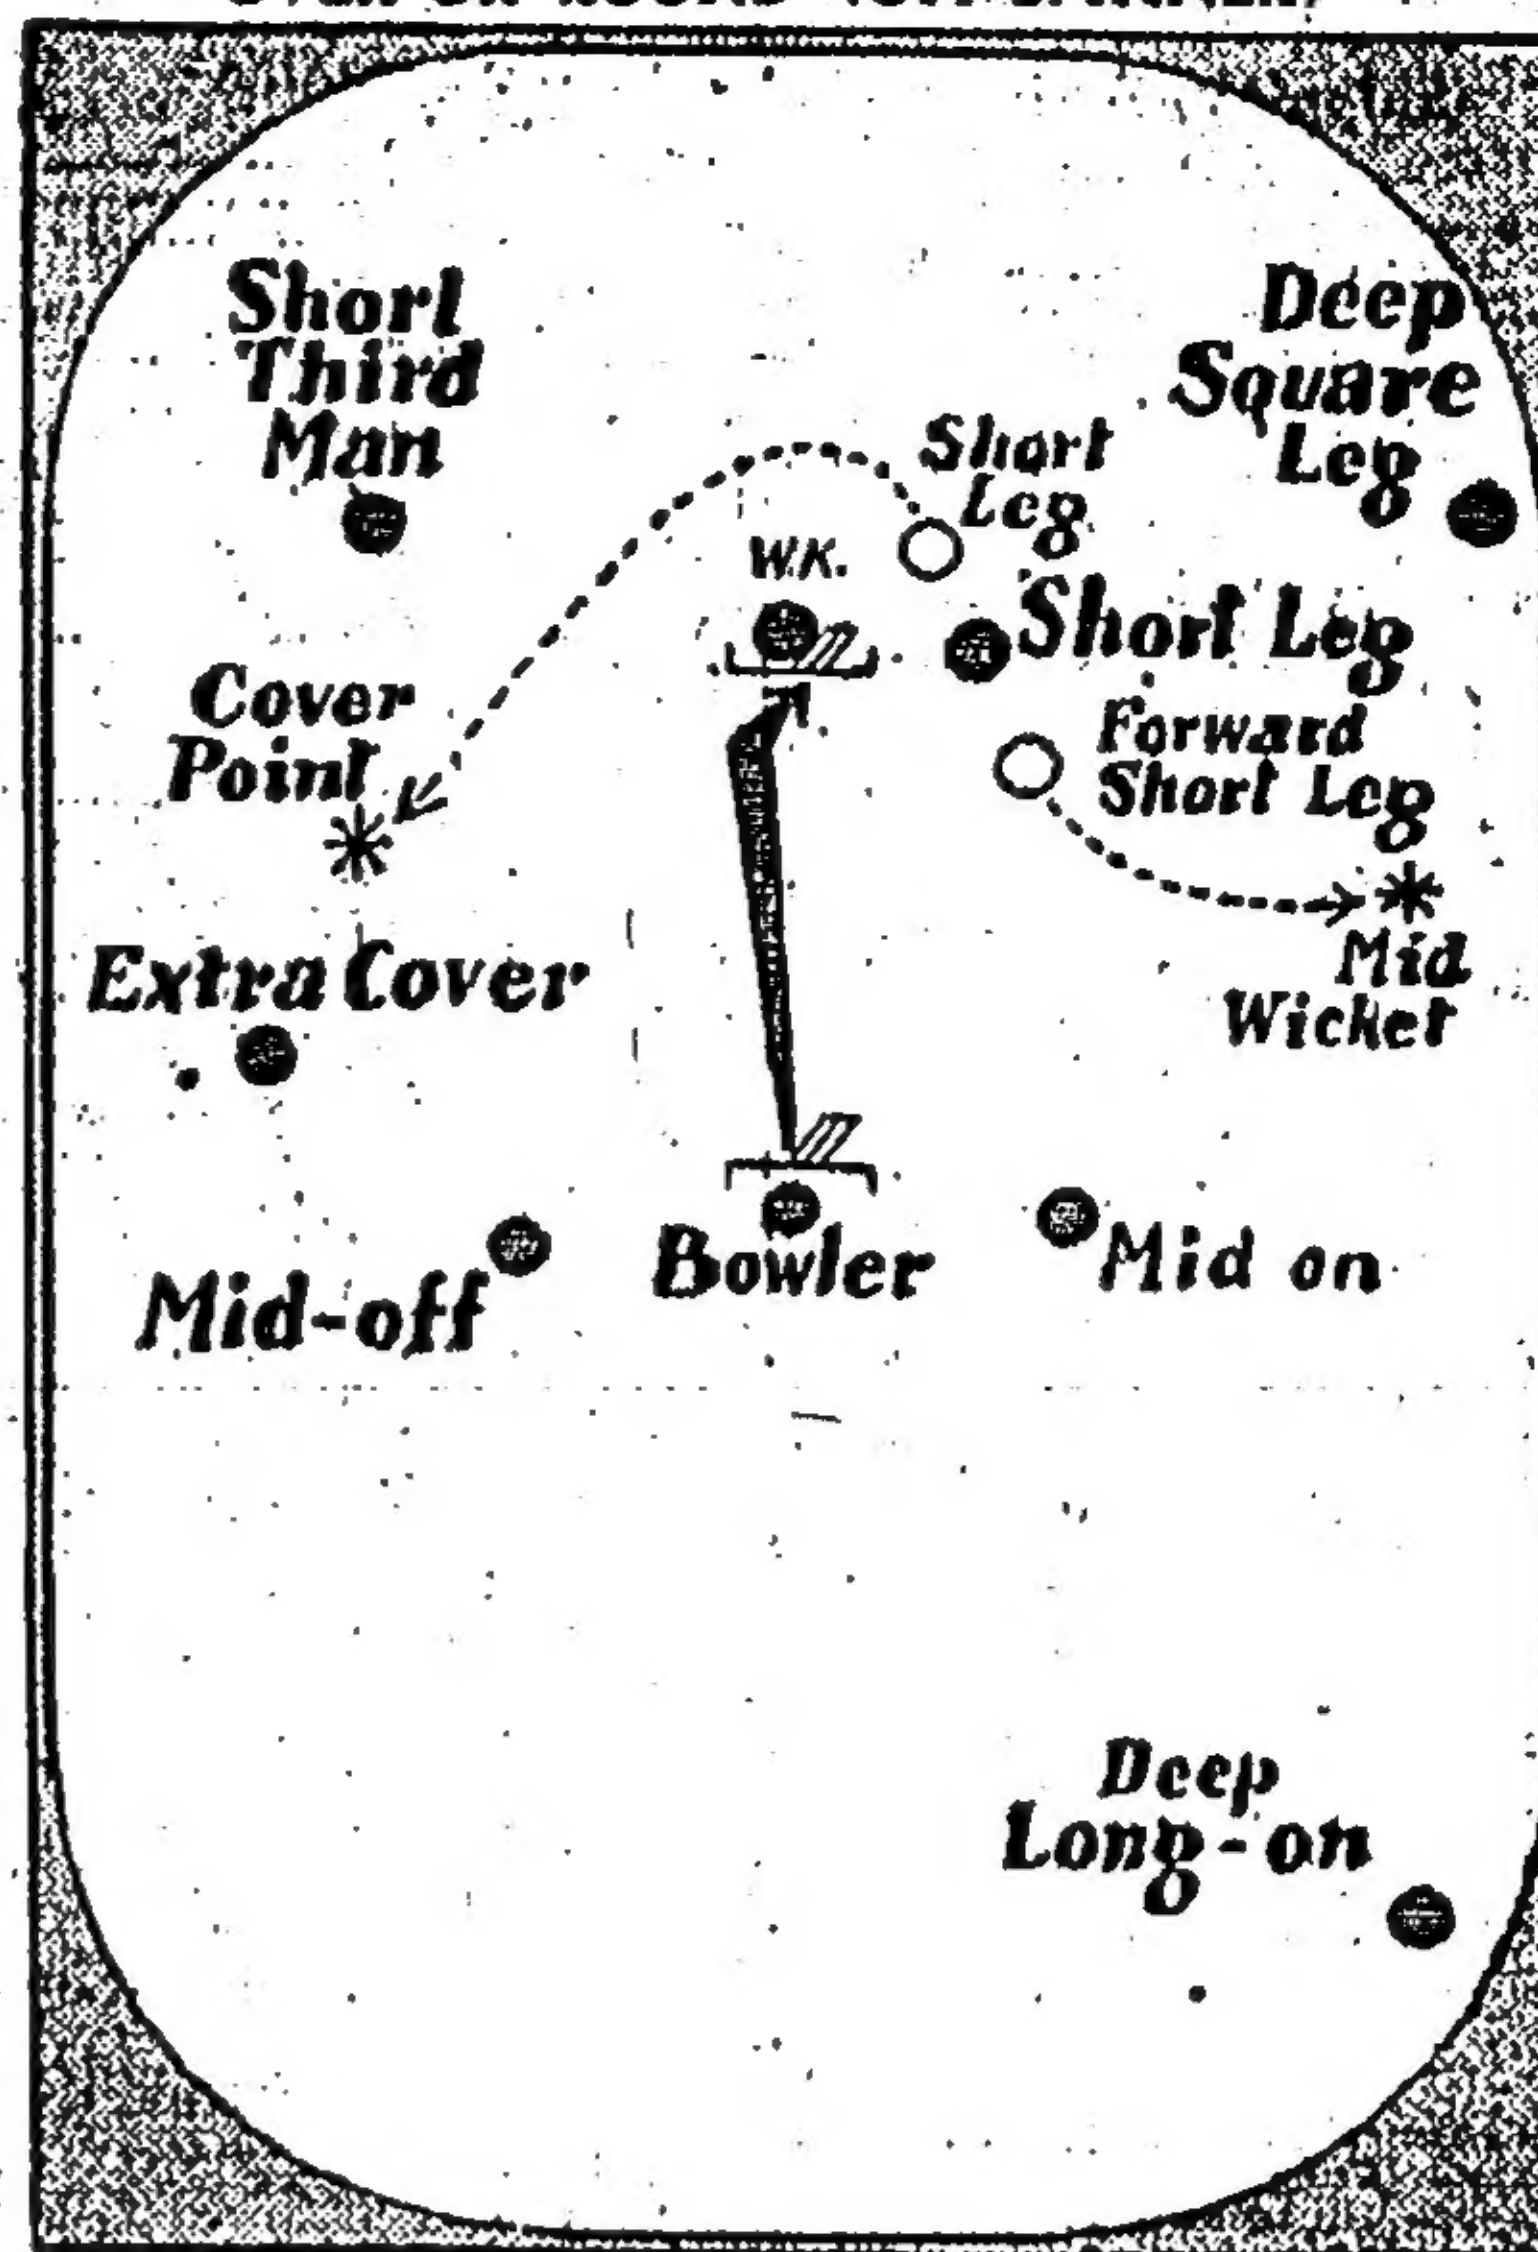 Short
Third
Man
Deep
Square
Leg
Short
Leg
W.K.
Short Leg
Cover
Point
Forward
Short Leg
Extra Cover
Mid
Wicket
Mid-off
Bowler
Mid on
Deep
Long-on